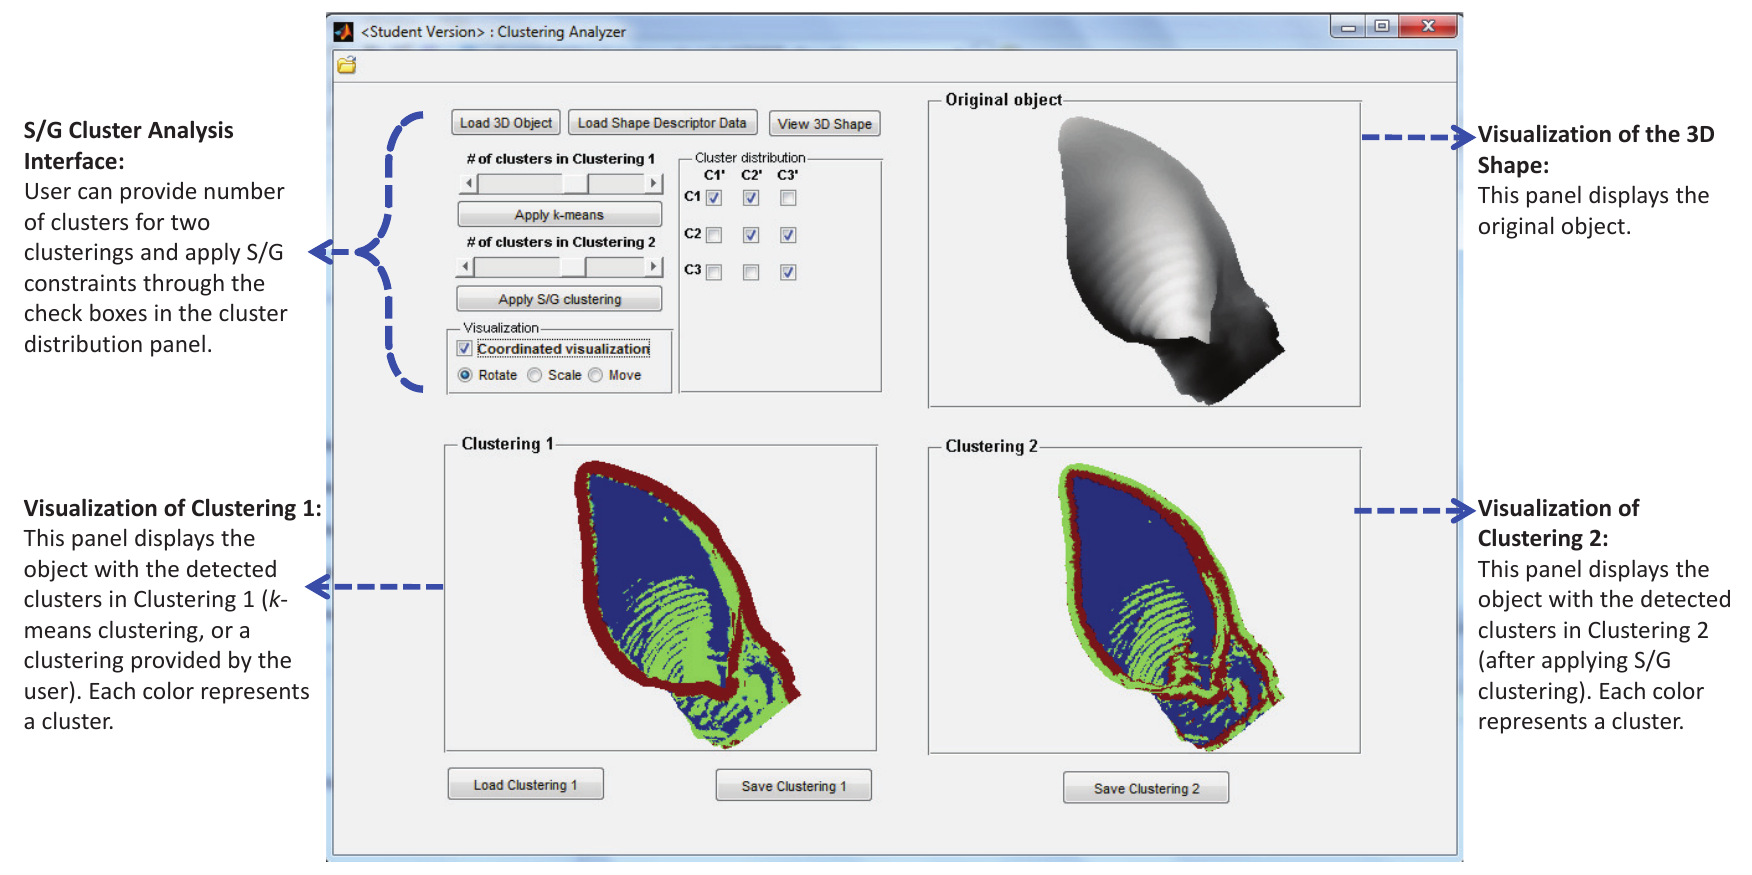 <Student Version> : Clustering Analyzer
S/G Cluster Analysis
Interface:
User can provide number
of clusters for two
clusterings and apply S/G
constraints through the
check boxes in the cluster
distribution panel.
Load 3D Object
Load Shape Descriptor Data
View 3D Shape
# of clusters in Clustering 1
Apply k-means
# of clusters in Clustering 2
Apply S/G clustering
Visualization
Coordinated visualization
Rotate Scale Move
Cluster distribution
C1' C2' C3'
C1
C2
C3
Original object
Visualization of the 3D
Shape:
This panel displays the
original object.
Visualization of Clustering 1:
This panel displays the
object with the detected
clusters in Clustering 1 (k-
means clustering, or a
clustering provided by the
user). Each color represents
a cluster.
Clustering 1
Load Clustering 1
Save Clustering 1
Clustering 2
Save Clustering 2
Visualization of
Clustering 2:
This panel displays the
object with the detected
clusters in Clustering 2
(after applying S/G
clustering). Each color
represents a cluster.